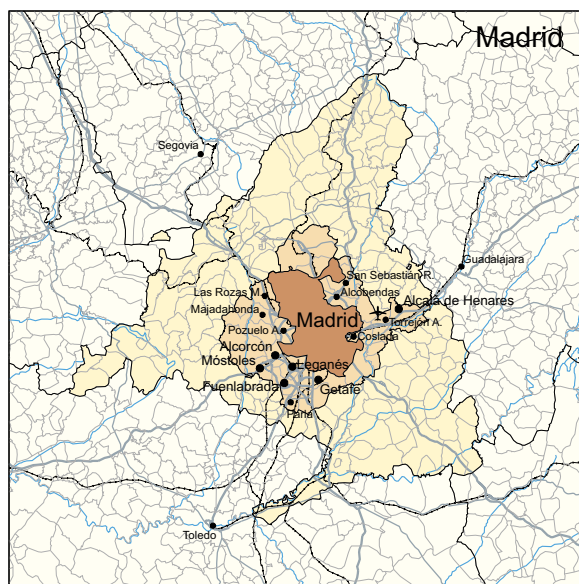 Madrid
Segovia
Guadalajara
San Sebastián R.
Las Rozas M.
Alcobendas
Alcalá de Henares
Majadahonda
Madrid
Torrejón A.
Pozuelo A.
Coslada
Alcorcón
Móstoles
Leganés
Fuenlabrada
Getafe
Parla
Toledo